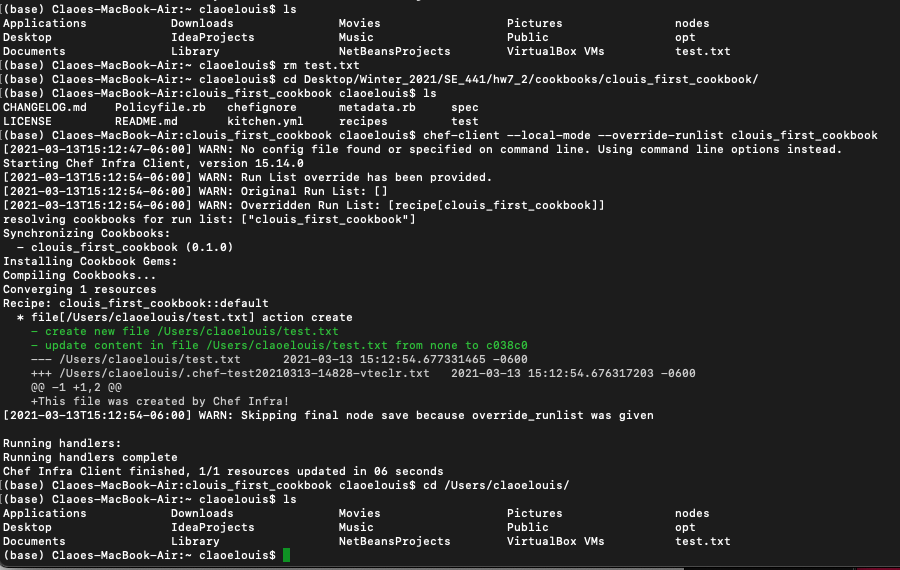 [(base) Claoes-MacBook-Air:~ claoelouis$ ls
Applications Downloads Movies Pictures nodes
Desktop IdeaProjects Music Public opt
Documents Library NetBeansProjects VirtualBox VMs test.txt
[(base) Claoes-MacBook-Air:~ claoelouis$ rm test.txt
[(base) Claoes-MacBook-Air:~ claoelouis$ cd Desktop/Winter_2021/SE_441/hw7_2/cookbooks/clouis_first_cookbook/
[(base) Claoes-MacBook-Air:clouis_first_cookbook claoelouis$ ls
CHANGELOG.md Policyfile.rb chefignore metadata.rb spec
LICENSE README.md kitchen.yml recipes test
[(base) Claoes-MacBook-Air:clouis_first_cookbook claoelouis$ chef-client --local-mode --override-runlist clouis_first_cookbook
[2021-03-13T15:12:47-06:00] WARN: No config file found or specified on command line. Using command line options instead.
Starting Chef Infra Client, version 15.14.0
[2021-03-13T15:12:54-06:00] WARN: Run List override has been provided.
[2021-03-13T15:12:54-06:00] WARN: Original Run List: []
[2021-03-13T15:12:54-06:00] WARN: Overridden Run List: [recipe[clouis_first_cookbook]]
resolving cookbooks for run list: ["clouis_first_cookbook"]
Synchronizing Cookbooks:
  - clouis_first_cookbook (0.1.0)
Installing Cookbook Gems:
Compiling Cookbooks...
Converging 1 resources
Recipe: clouis_first_cookbook::default
  * file[/Users/claoelouis/test.txt] action create
    - create new file /Users/claoelouis/test.txt
    - update content in file /Users/claoelouis/test.txt from none to c038c0
    --- /Users/claoelouis/test.txt 2021-03-13 15:12:54.677331465 -0600
    +++ /Users/claoelouis/.chef-test20210313-14828-vteclr.txt 2021-03-13 15:12:54.676317203 -0600
    @@ -1 +1,2 @@
    +This file was created by Chef Infra!
[2021-03-13T15:12:54-06:00] WARN: Skipping final node save because override_runlist was given
Running handlers:
Running handlers complete
Chef Infra Client finished, 1/1 resources updated in 06 seconds
[(base) Claoes-MacBook-Air:clouis_first_cookbook claoelouis$ cd /Users/claoelouis/
[(base) Claoes-MacBook-Air:~ claoelouis$ ls
Applications Downloads Movies Pictures nodes
Desktop IdeaProjects Music Public opt
Documents Library NetBeansProjects VirtualBox VMs test.txt
(base) Claoes-MacBook-Air:~ claoelouis$